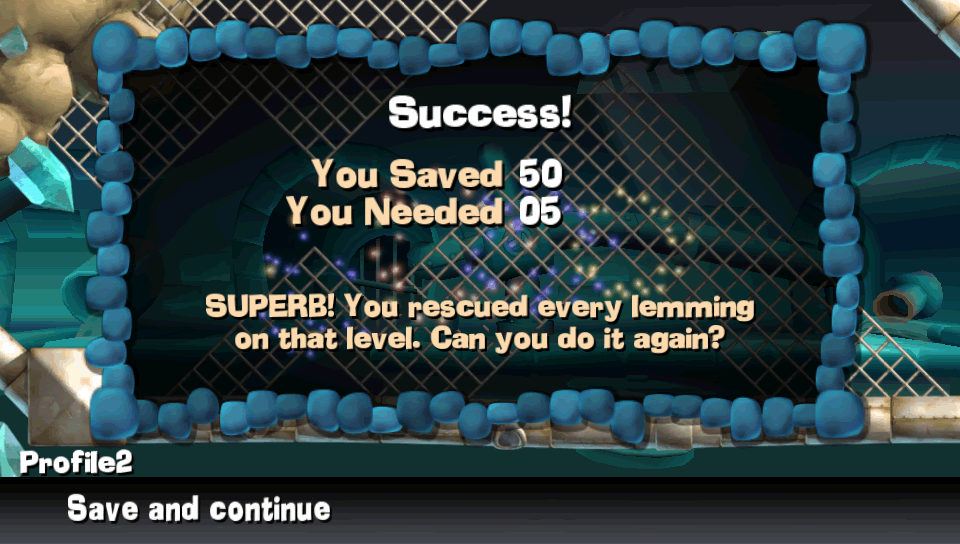 Success!
You Saved 50
You Needed 05
SUPERB! You rescued every lemming
on that level. Can you do it again?
Profile2
Save and continue